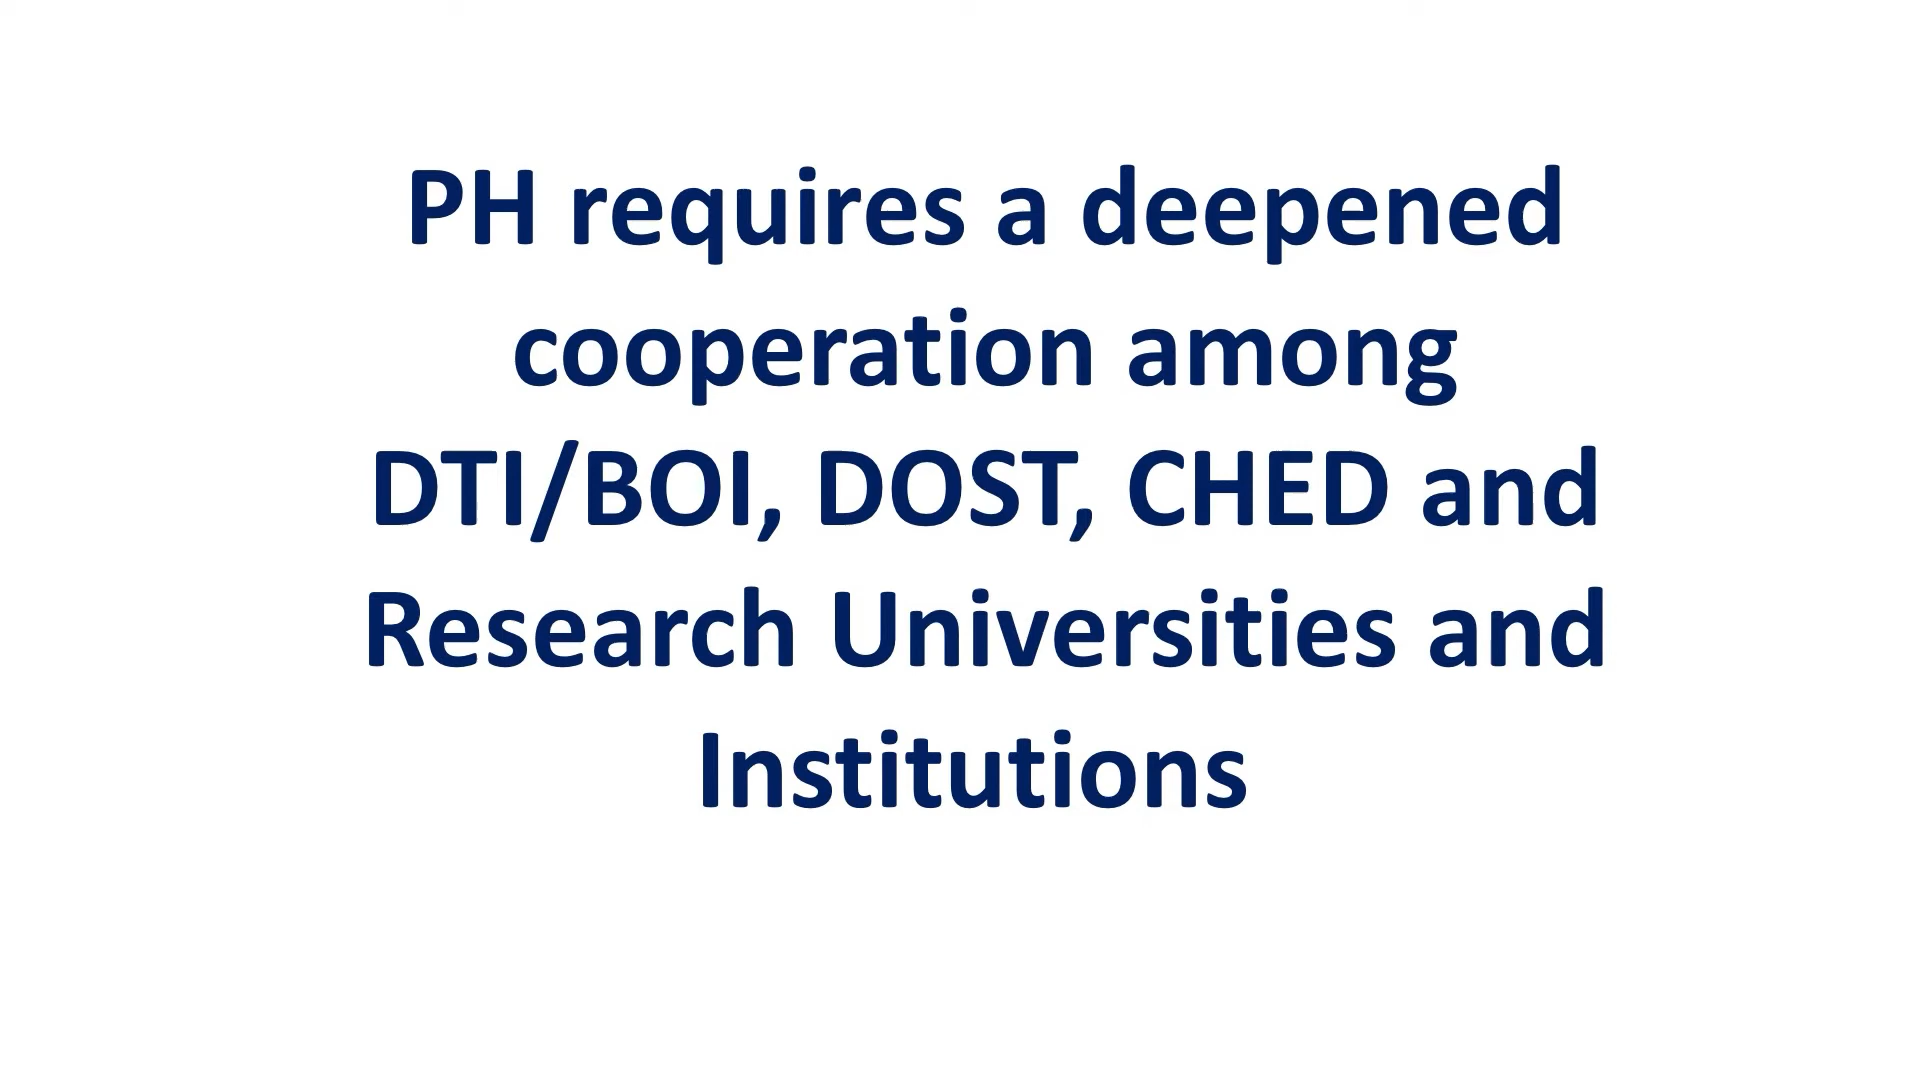 PH requires a deepened
cooperation among
DTI/BOI, DOST, CHED and
Research Universities and
Institutions